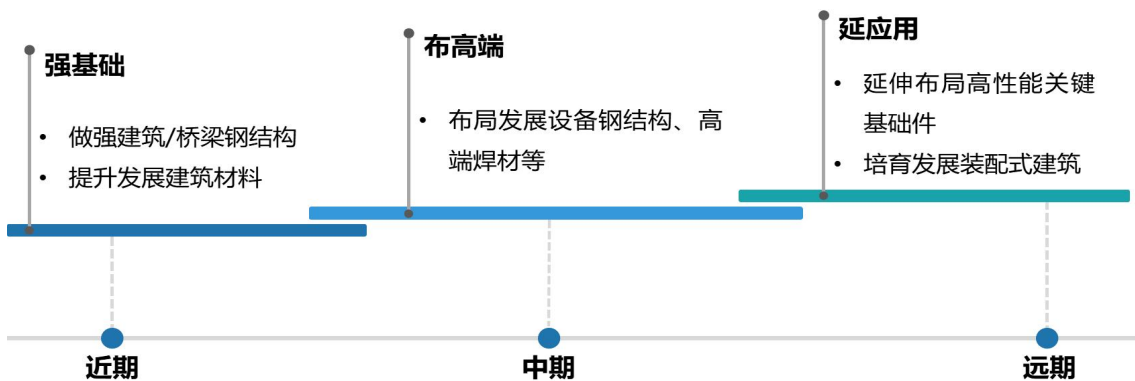 强基础
• 做强建筑/桥梁钢结构
• 提升发展建筑材料
布高端
• 布局发展设备钢结构、高
端焊材等
延应用
• 延伸布局高性能关键
基础件
• 培育发展装配式建筑
近期
中期
远期